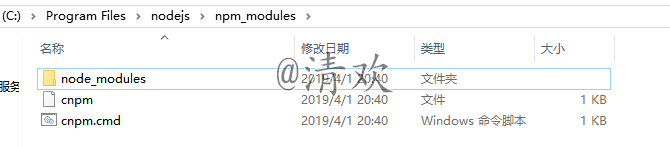 (C:) > Program Files > nodejs > npm_modules >
名称 修改日期 类型 大小
node_modules 2019/4/1 20:40 文件夹
服务
cnpm 2019/4/1 20:40 文件 1 KB
cnpm.cmd 2019/4/1 20:40 Windows 命令脚本 1 KB
@清欢